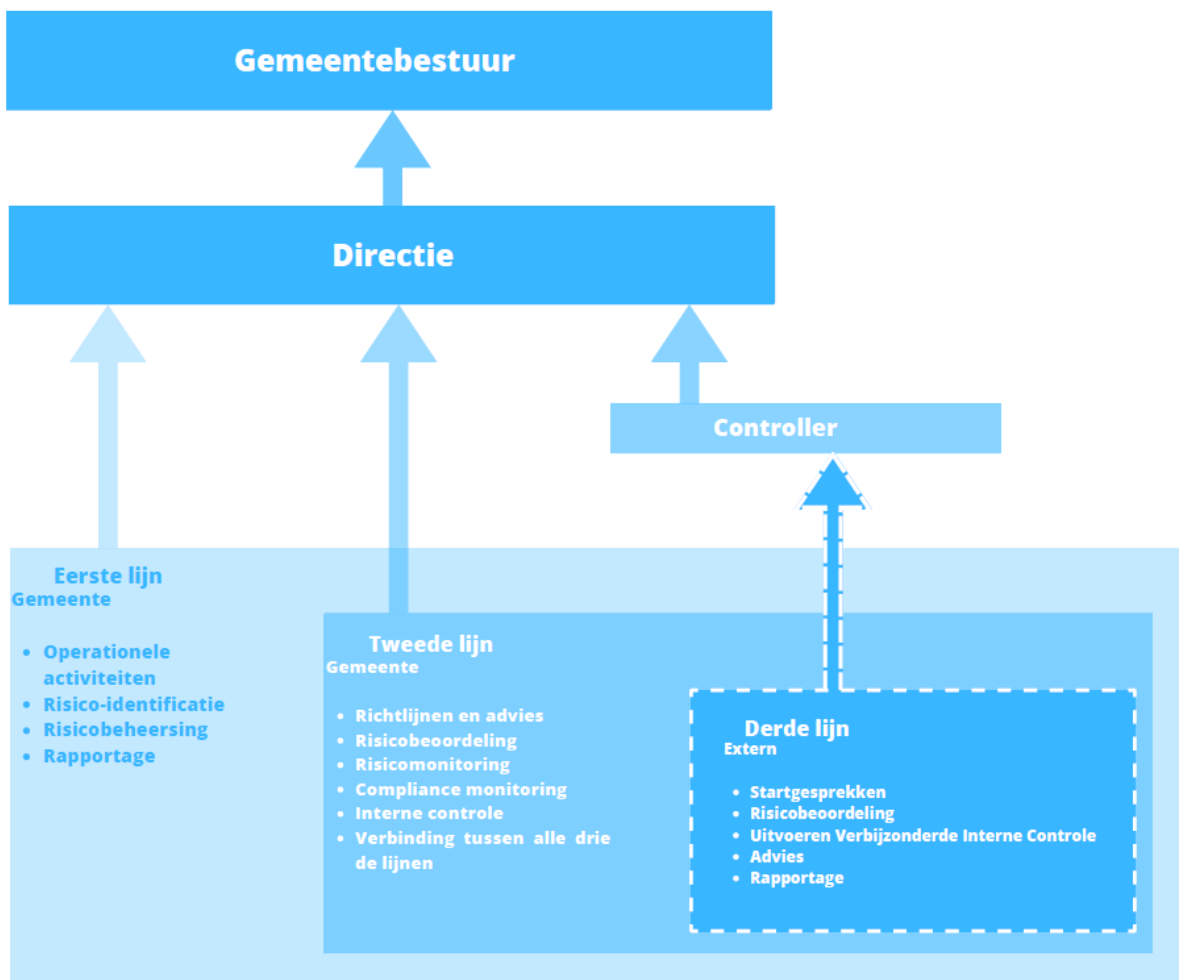 Gemeentebestuur
Directie
Controller
Eerste lijn
Gemeente
• Operationele
activiteiten
• Risico-identificatie
• Risicobeheersing
• Rapportage
Tweede lijn
Gemeente
• Richtlijnen en advies
• Risicobeoordeling
• Risicomonitoring
• Compliance monitoring
• Interne controle
• Verbinding tussen alle drie
de lijnen
Derde lijn
Extern
• Startgesprekken
• Risicobeoordeling
• Uitvoeren Verbijzonderde Interne Controle
• Advies
• Rapportage